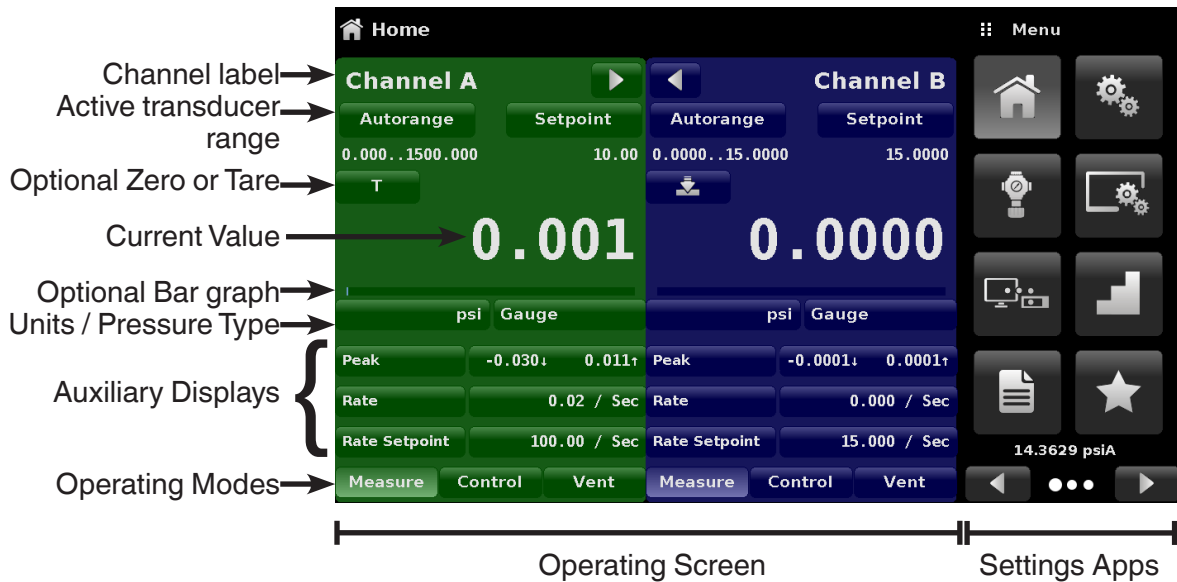 Home
Menu
Channel label
Channel A
Channel B
Active transducer
range
Autorange
Setpoint
Autorange
Setpoint
0.000..1500.000
10.00
0.0000..15.0000
15.0000
Optional Zero or Tare
T
Current Value
0.001
0.0000
Optional Bar graph
Units / Pressure Type
psi
Gauge
psi
Gauge
Auxiliary Displays
Peak
-0.030↓ 0.011↑
Peak
-0.0001↓ 0.0001↑
Rate
0.02 / Sec
Rate
0.000 / Sec
Rate Setpoint
100.00 / Sec
Rate Setpoint
15.000 / Sec
14.3629 psiA
Operating Modes
Measure
Control
Vent
Measure
Control
Vent
Operating Screen
Settings Apps